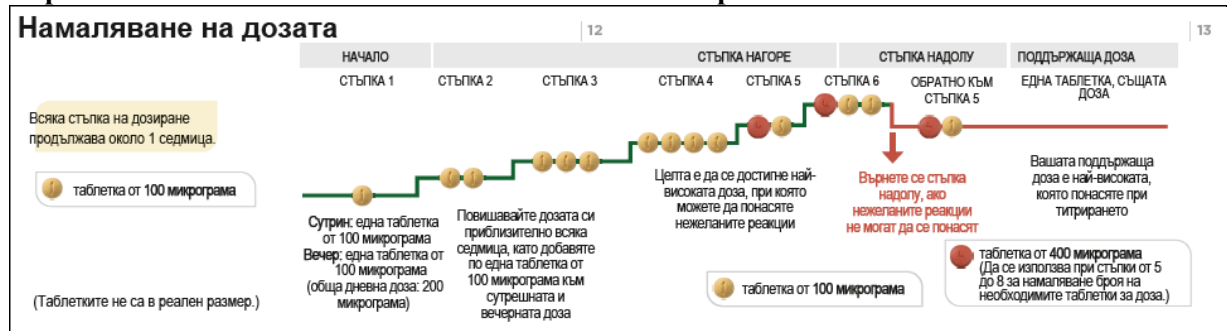 Намаляване на дозата
12
13
НАЧАЛО
СТЪПКА НАГОРЕ
СТЪПКА НАДОЛУ
ПОДДЪРЖАЩА ДОЗА
СТЪПКА 1
СТЪПКА 2
СТЪПКА 3
СТЪПКА 4
СТЪПКА 5
СТЪПКА 6
ОБРАТНО КЪМ
СТЪПКА 5
ЕДНА ТАБЛЕТКА, СЪЩАТА
ДОЗА
Всяка стъпка на дозиране
продължава около 1 седмица.
таблетка от 100 микрограма
(Таблетките не са в реален размер.)
Сутрин: една таблетка
от 100 микрограма
Вечер: една таблетка от
100 микрограма
(обща дневна доза: 200
микрограма)
Повишавайте дозата си
приблизително всяка
седмица, като добавяте
по една таблетка от
100 микрограма към
сутрешната и
вечерната доза
Целта е да се достигне най-
високата доза, при която
можете да понасяте
нежеланите реакции
таблетка от 100 микрограма
Върнете се стъпка
надолу, ако
нежеланите реакции
не могат да се понасят
Вашата поддържаща
доза е най-високата,
която понасяте при
титрирането
таблетка от 400 микрограма
(Да се използва при стъпки от 5
до 8 за намаляване броя на
необходимите таблетки за доза.)